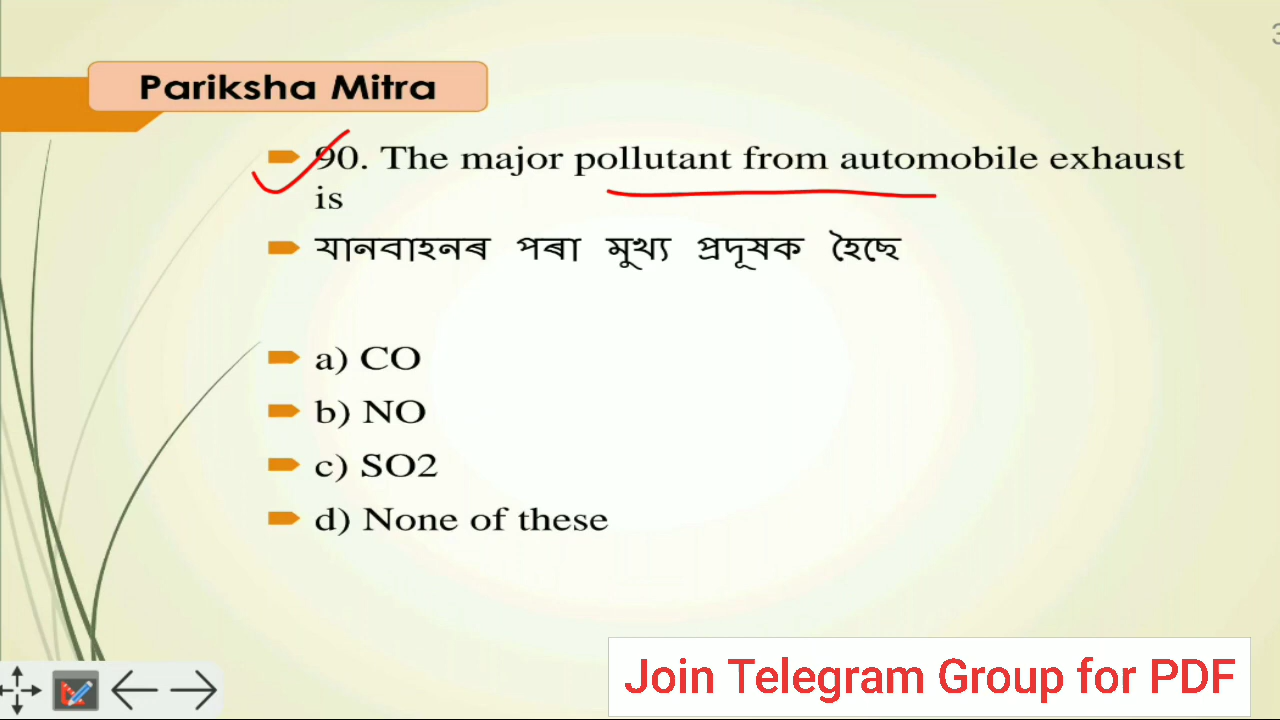 3
Pariksha Mitra
90. The major pollutant from automobile exhaust
is
যানবাহনৰ পৰা মুখ্য প্ৰদূষক হৈছে
a) CO
b) NO
c) SO2
d) None of these
Join Telegram Group for PDF